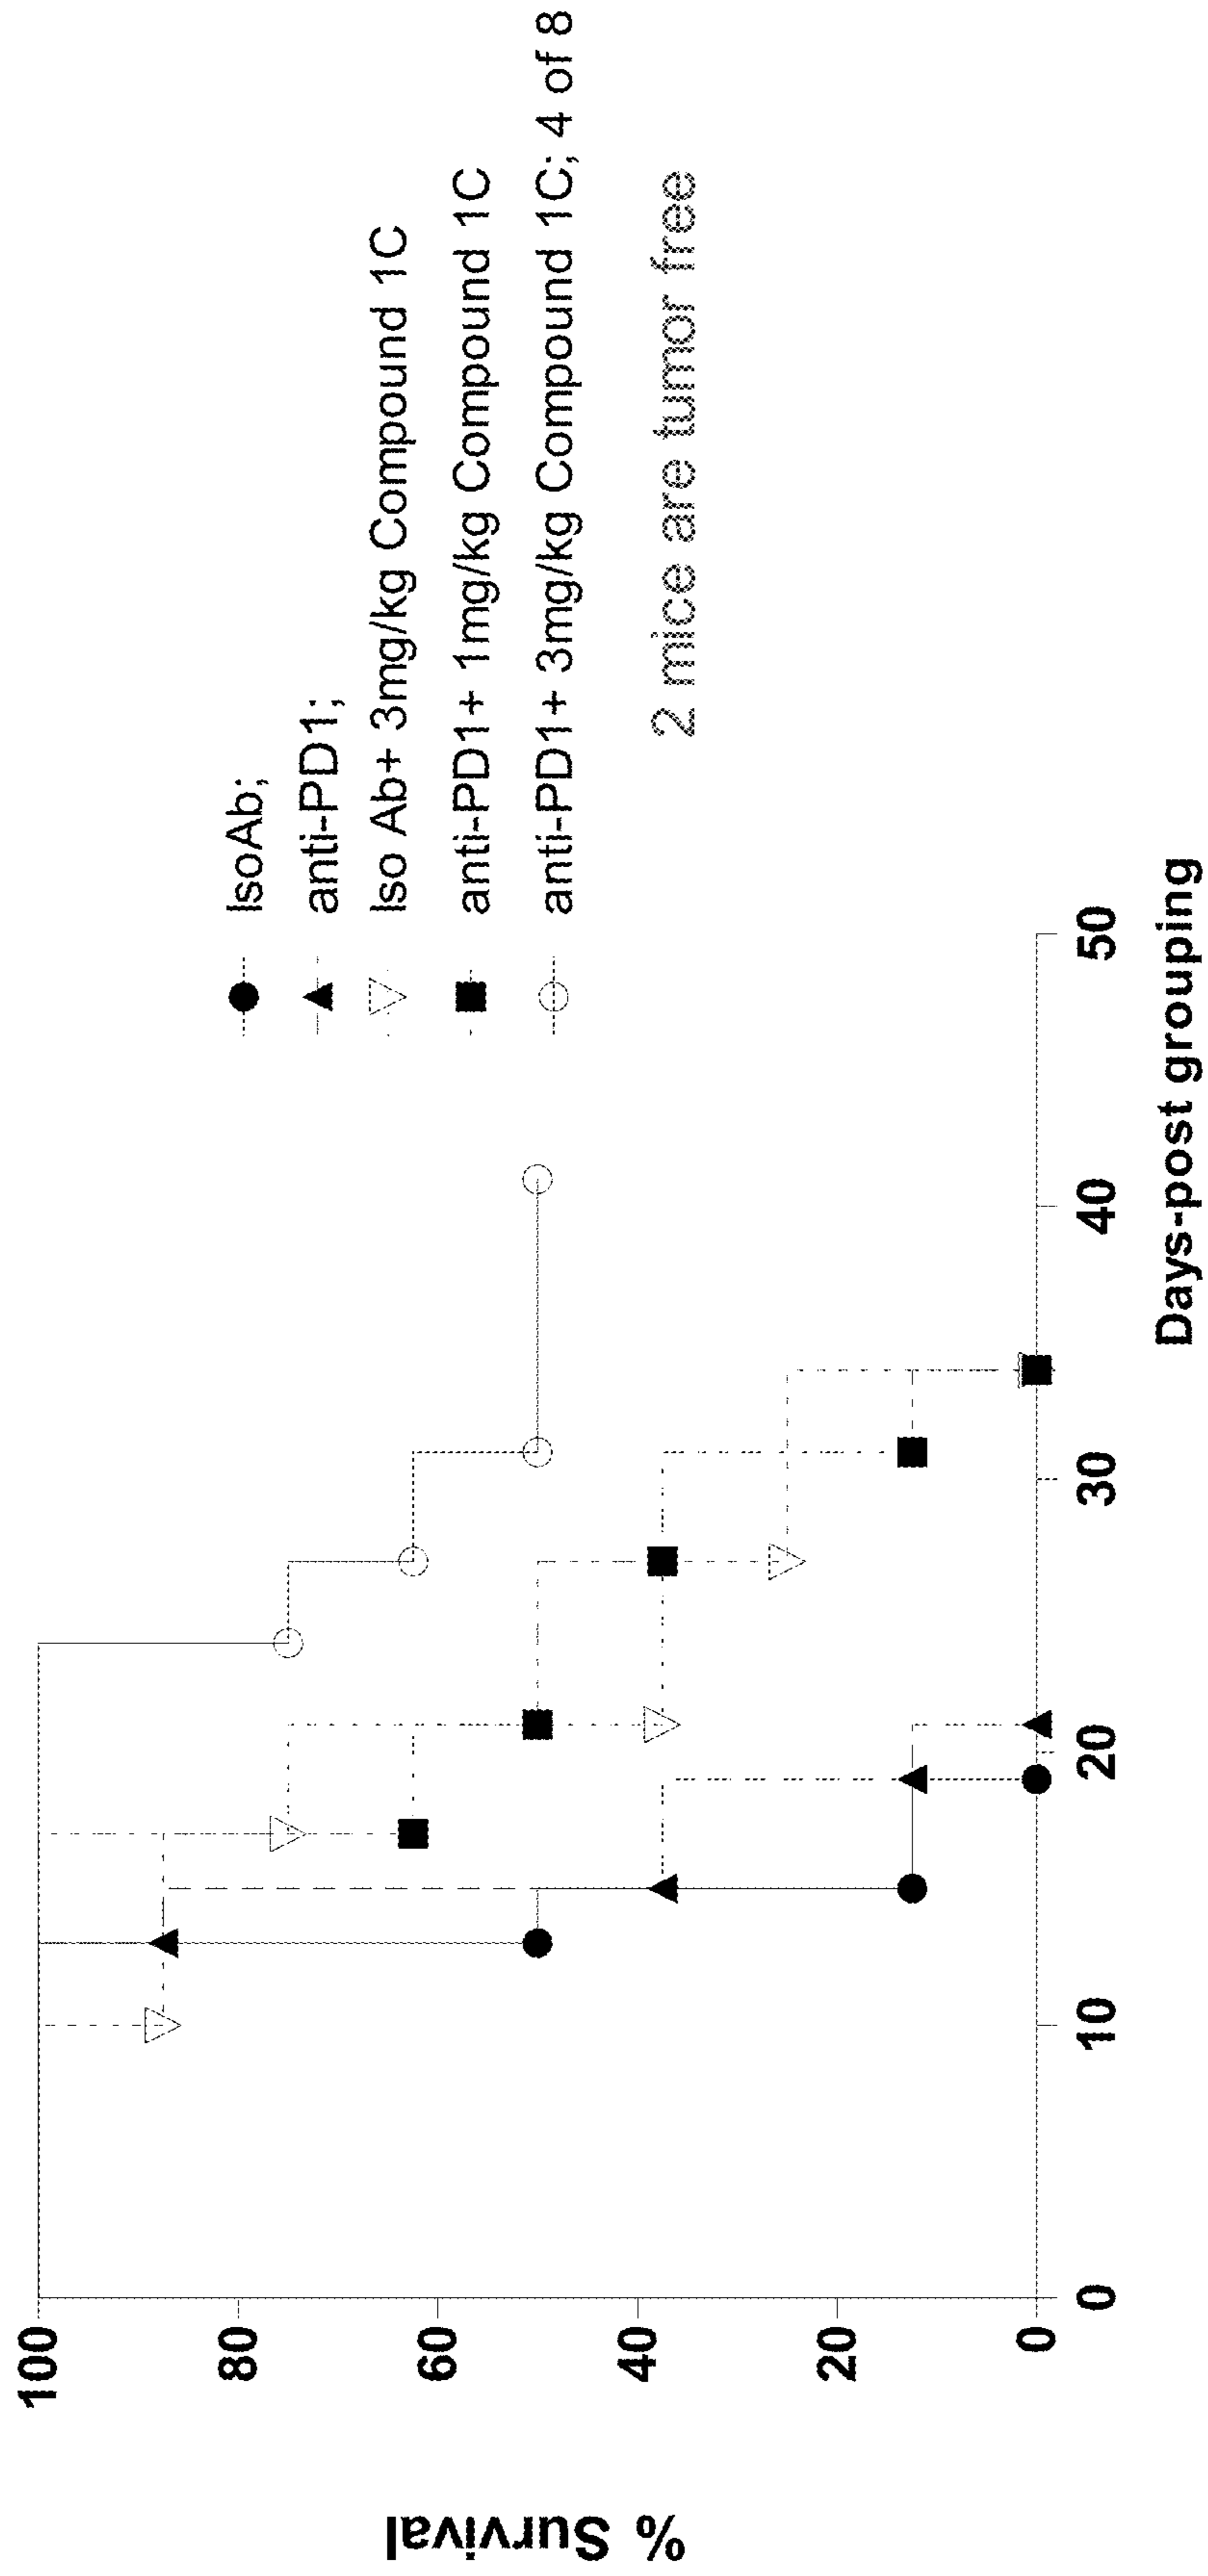 % Survival
100
80
60
40
20
0
0
10
20
30
40
50
Days-post grouping
IsoAb;
anti-PD1;
Iso Ab+ 3mg/kg Compound 1C
anti-PD1+ 1mg/kg Compound 1C
anti-PD1+ 3mg/kg Compound 1C; 4 of 8
2 mice are tumor free